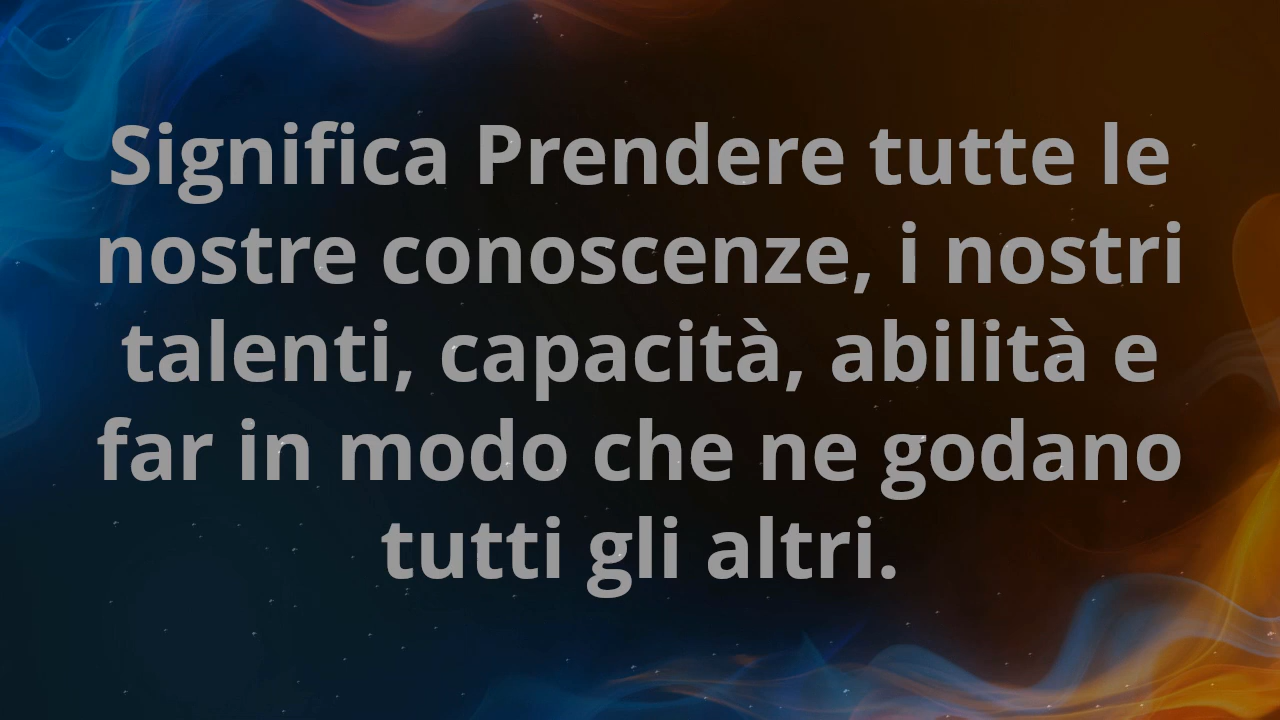 Significa Prendere tutte le
nostre conoscenze, i nostri
talenti, capacità, abilità e
far in modo che ne godano
tutti gli altri.